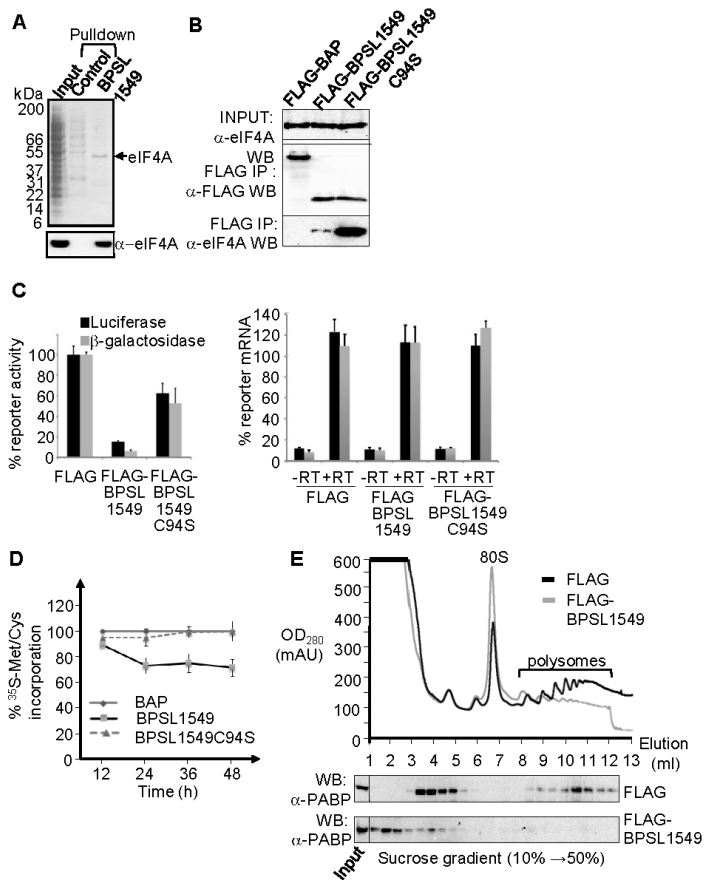 A
Pulldown
Input
Control
BPSL
1549
kDa
200
66
55
37
31
22
14
6
eIF4A
α-eIF4A
B
FLAG-BAP
FLAG-BPSL1549
FLAG-BPSL1549
C94S
INPUT:
α-eIF4A
WB
FLAG IP :
α-FLAG WB
FLAG IP:
α-eIF4A WB
C
Luciferase
β-galactosidase
% reporter activity
100
80
60
40
20
0
FLAG
FLAG-
BPSL
1549
FLAG-
BPSL
1549
C94S
% reporter mRNA
140
120
100
80
60
40
20
0
-RT +RT -RT +RT -RT +RT
FLAG
FLAG
BPSL
1549
FLAG-
BPSL1549
C94S
D
% ³⁵S-Met/Cys
incorporation
120
100
80
60
40
20
0
BAP
BPSL1549
BPSL1549C94S
12 24 36 48
Time (h)
E
600
500
400
300
200
100
0
OD₂₈₀
(mAU)
80S
FLAG
FLAG-
BPSL1549
polysomes
1 2 3 4 5 6 7 8 9 10 11 12 13
Elution
(ml)
WB:
α-PABP
FLAG
WB:
α-PABP
FLAG-
BPSL1549
Input
Sucrose gradient (10% →50%)